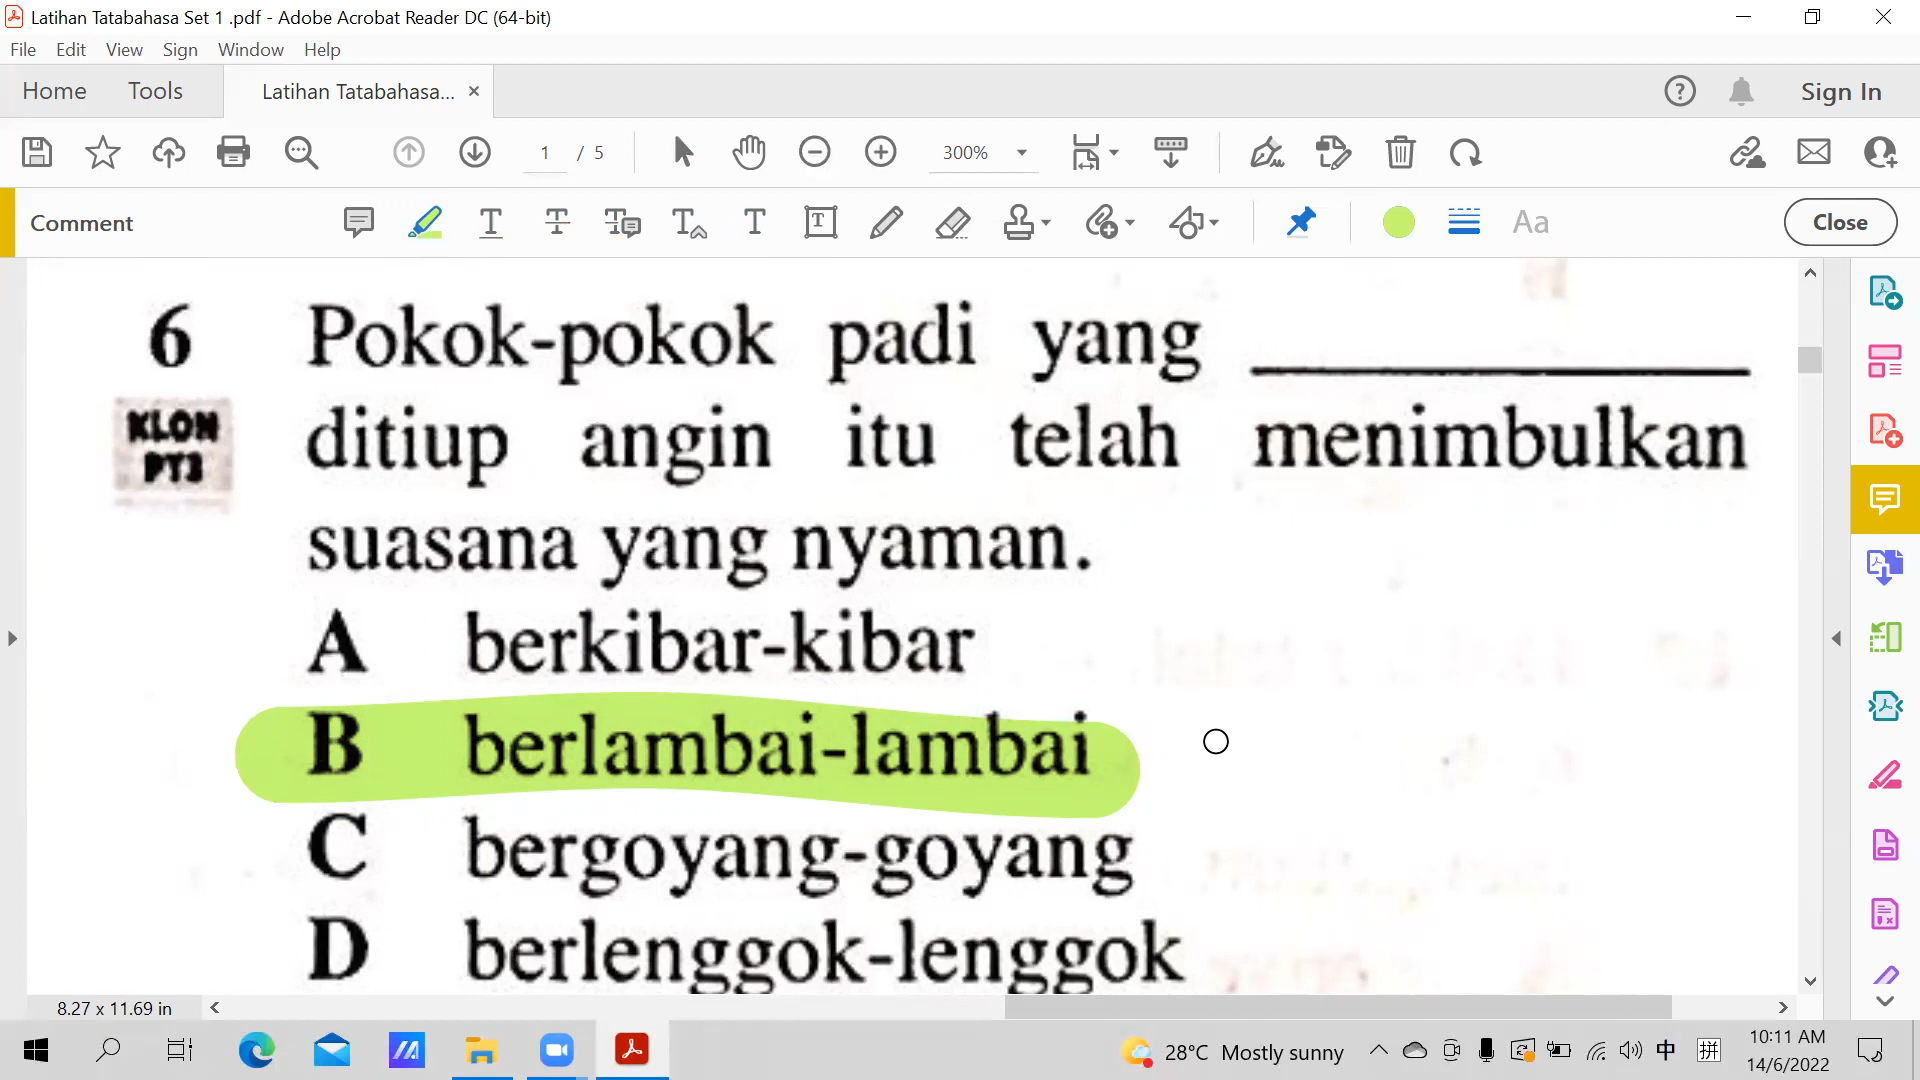 Latihan Tatabahasa Set 1 .pdf - Adobe Acrobat Reader DC (64-bit)
File Edit View Sign Window Help
Home Tools Latihan Tatabahasa... × Sign In
1 / 5 300%
Comment Aa Close
6 Pokok-pokok padi yang ____________
KLON
PT3
ditiup angin itu telah menimbulkan
suasana yang nyaman.
A berkibar-kibar
B berlambai-lambai
C bergoyang-goyang
D berlenggok-lenggok
8.27 x 11.69 in
28°C Mostly sunny 中 拼 10:11 AM
14/6/2022